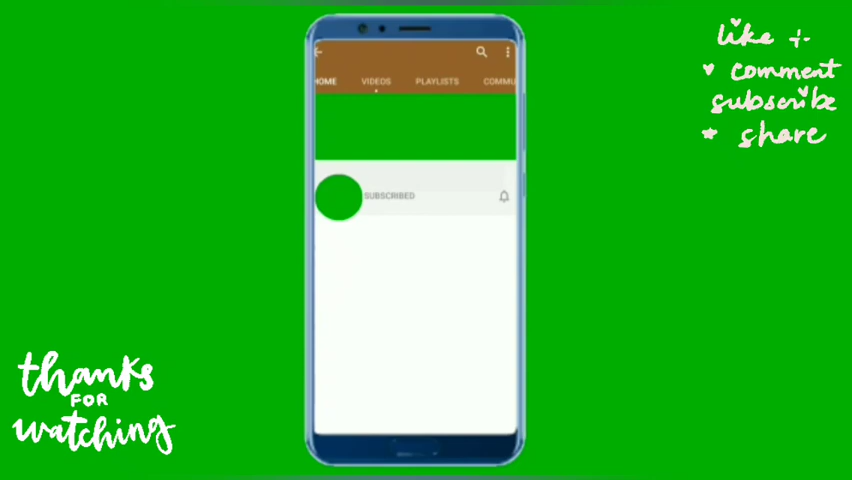 HOME VIDEOS PLAYLISTS COMMU
SUBSCRIBED
like +
comment
subscribe
share
thanks
FOR
watching